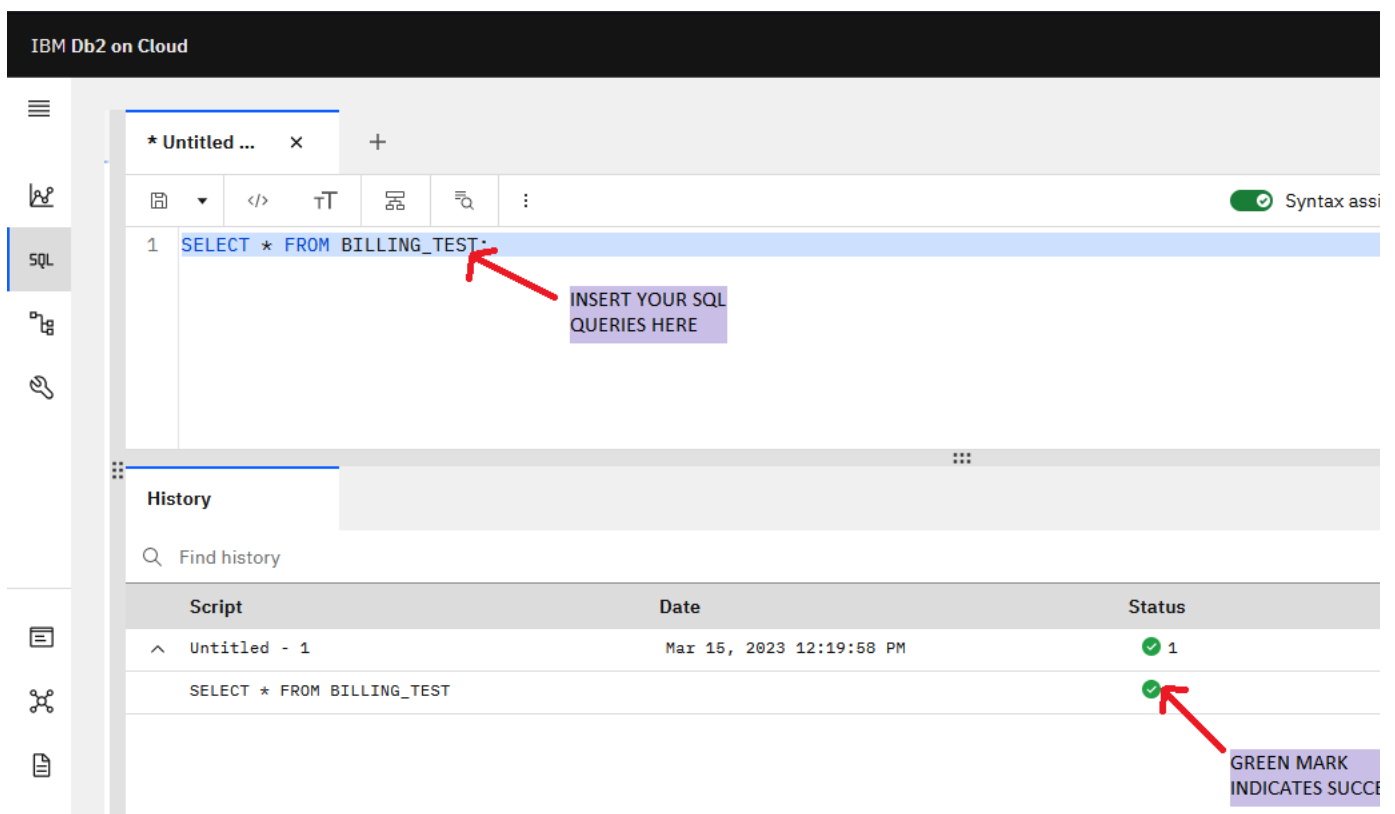 IBM Db2 on Cloud
* Untitled ...
Syntax assi
SQL
1 SELECT * FROM BILLING_TEST;
INSERT YOUR SQL
QUERIES HERE
History
Find history
Script Date Status
Untitled - 1 Mar 15, 2023 12:19:58 PM 1
SELECT * FROM BILLING_TEST
GREEN MARK
INDICATES SUCCE